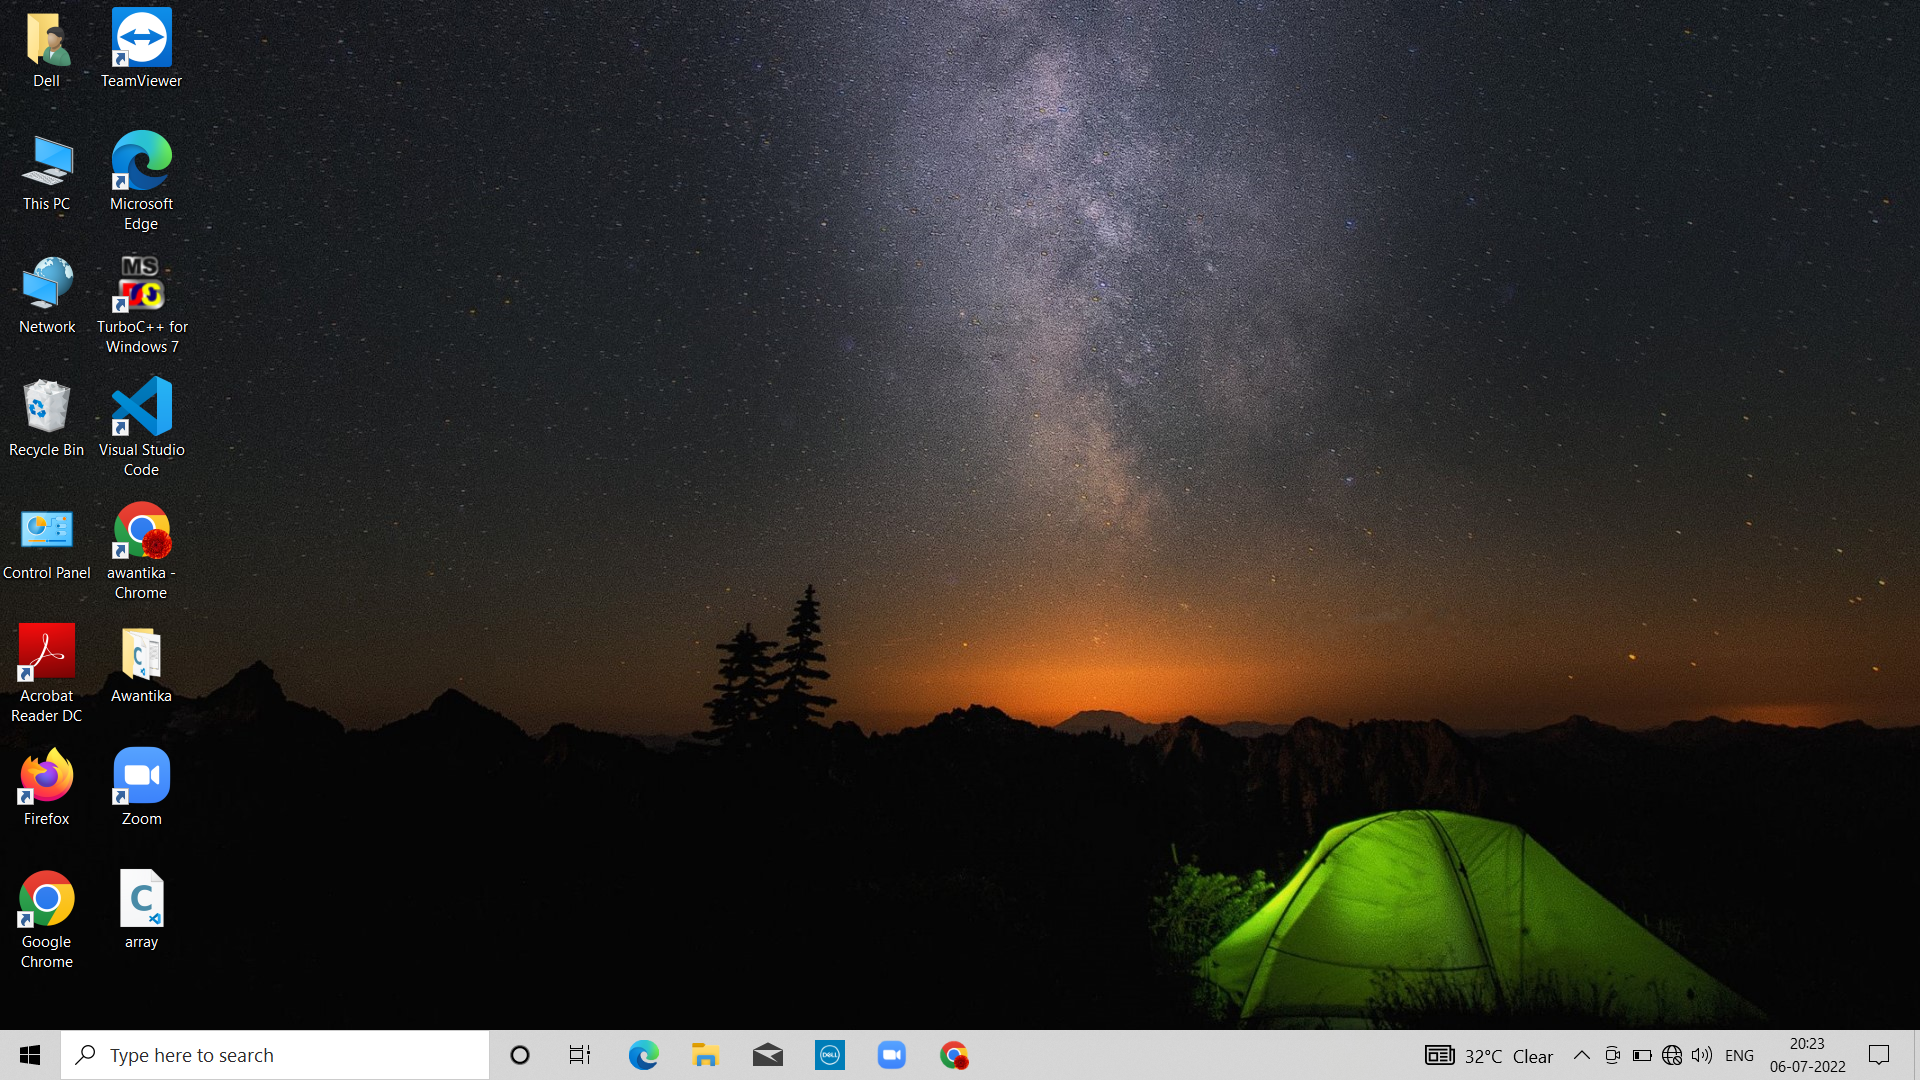 Dell
TeamViewer
This PC
Microsoft
Edge
Network
MS
TurboC++ for
Windows 7
Recycle Bin
Visual Studio
Code
Control Panel
awantika -
Chrome
Acrobat
Reader DC
C
Awantika
Firefox
Zoom
Google
Chrome
C
array
Type here to search
DELL
32°C Clear
ENG
20:23
06-07-2022